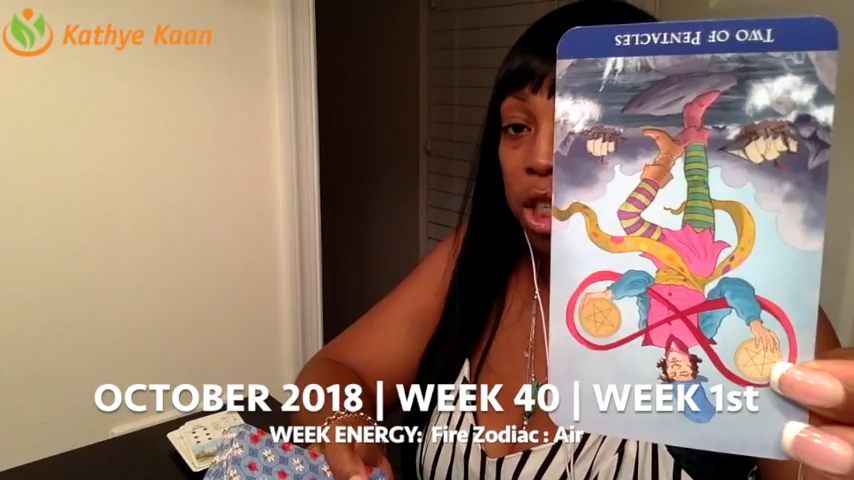 Kathye Kaan
TWO OF PENTACLES
OCTOBER 2018 | WEEK 40 | WEEK 1st
WEEK ENERGY: Fire Zodiac : Air